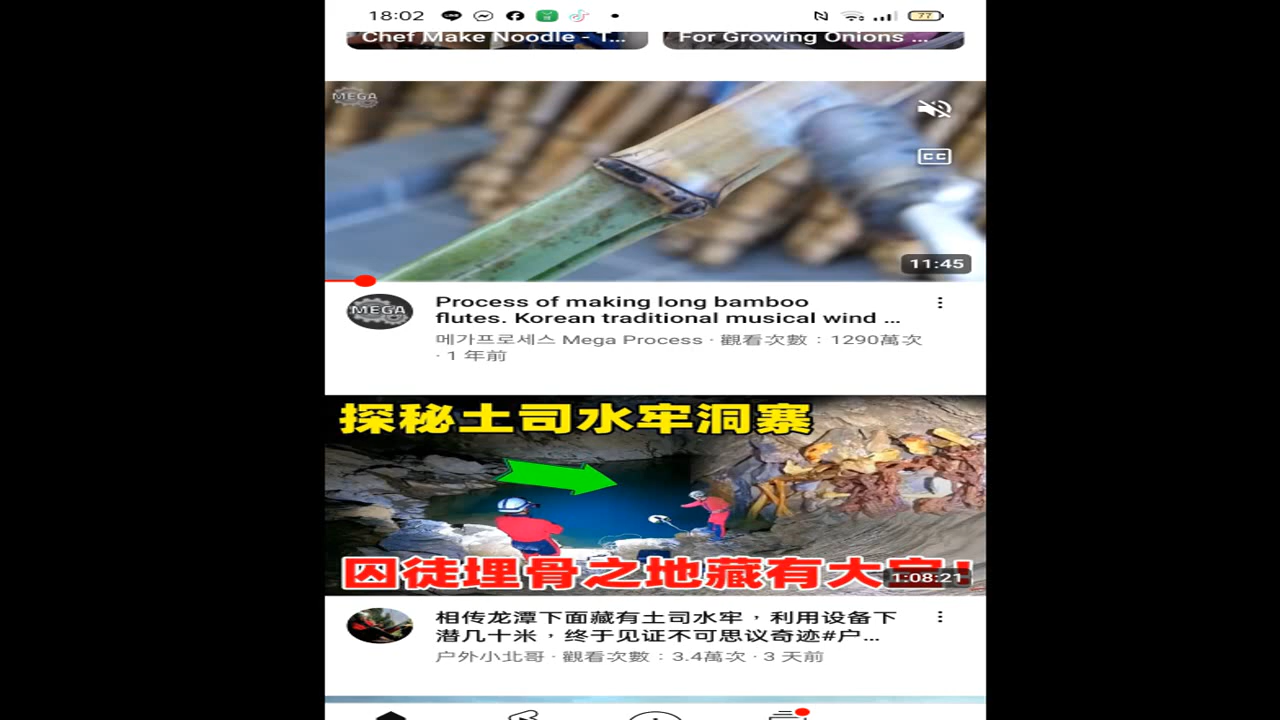 18:02
77
Chef Make Noodle - T...
For Growing Onions ...
MEGA
CC
11:45
MEGA
Process of making long bamboo
flutes. Korean traditional musical wind ...
메가프로세스 Mega Process · 觀看次數：1290萬次
· 1 年前
探秘土司水牢洞寨
囚徒埋骨之地藏有大
1:08:21
相传龙潭下面藏有土司水牢，利用设备下
潜几十米，终于见证不可思议奇迹#户...
户外小北哥 · 觀看次數：3.4萬次 · 3 天前